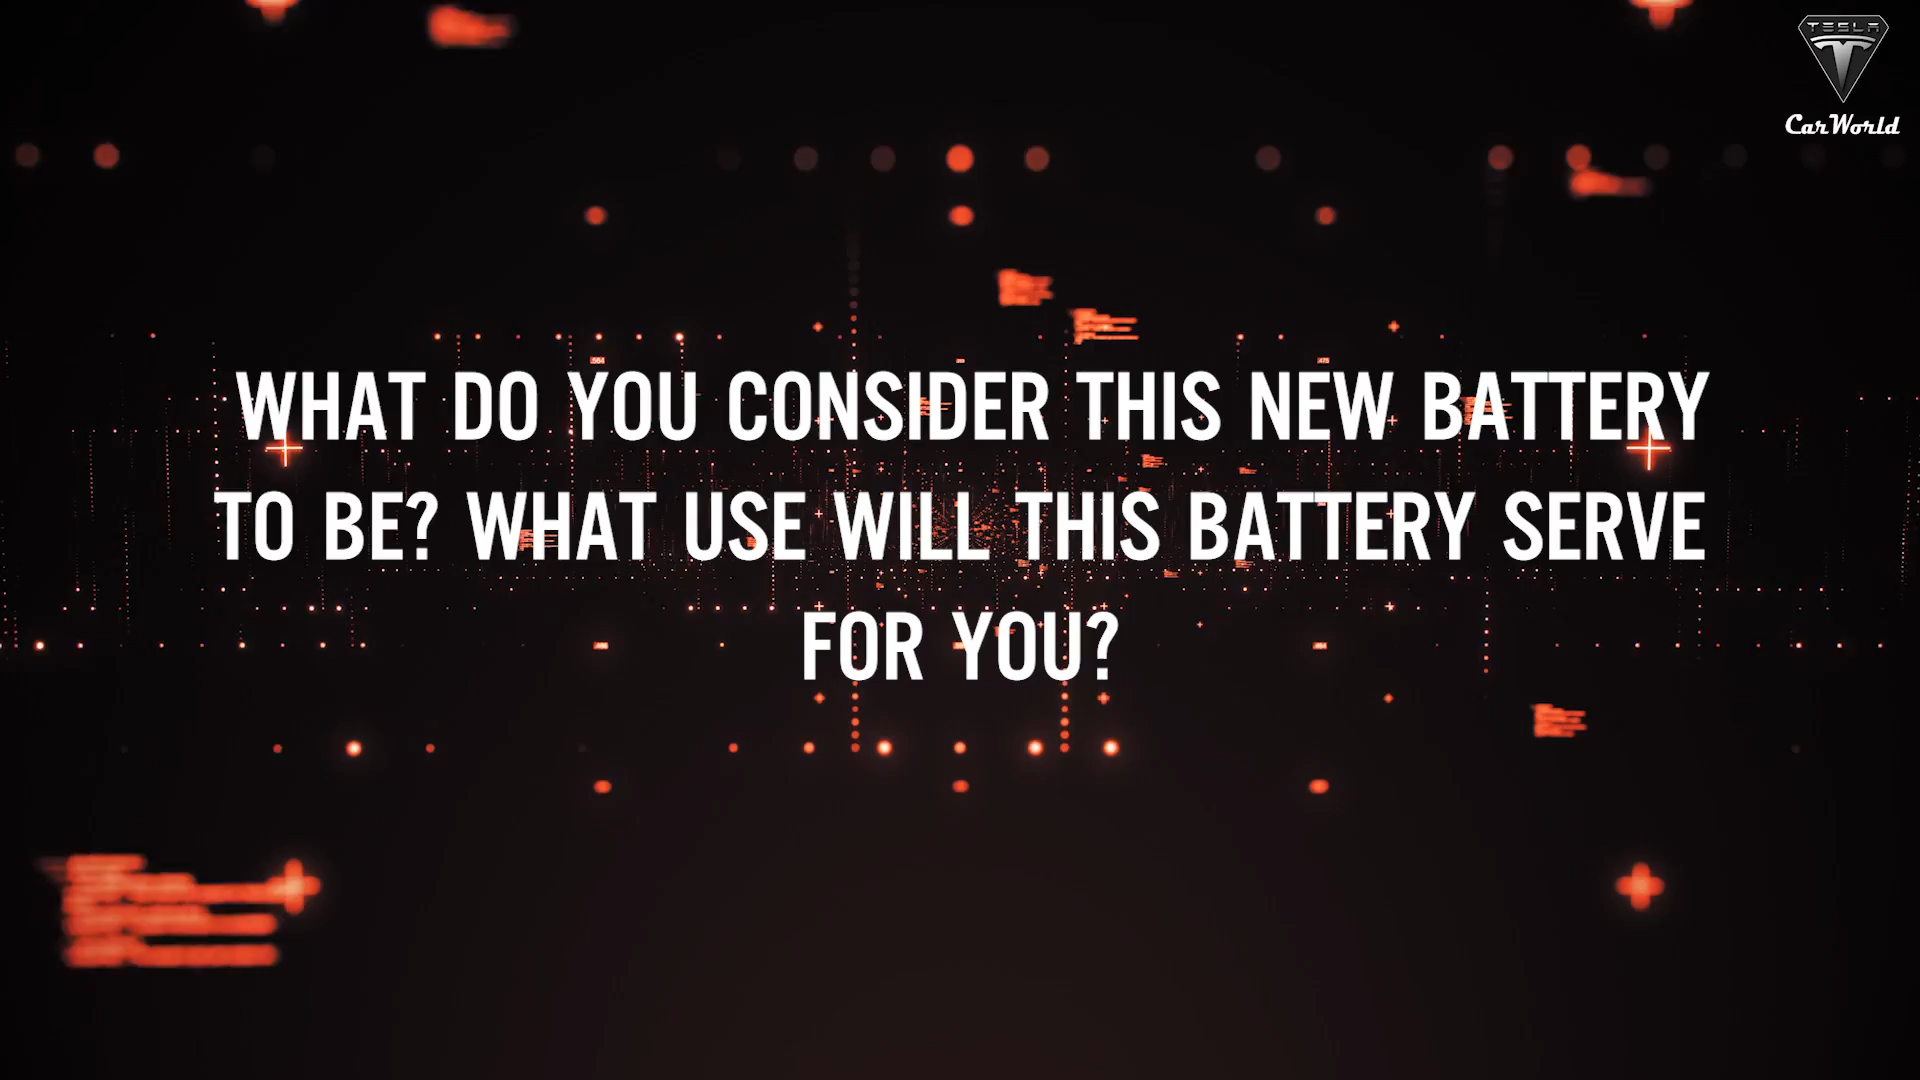 TESLA
CarWorld
WHAT DO YOU CONSIDER THIS NEW BATTERY
TO BE? WHAT USE WILL THIS BATTERY SERVE
FOR YOU?